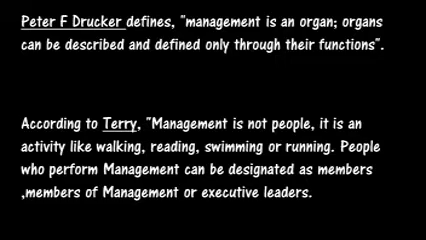 Peter F Drucker defines, "management is an organ; organs
can be described and defined only through their functions".
According to Terry, "Management is not people, it is an
activity like walking, reading, swimming or running. People
who perform Management can be designated as members
,members of Management or executive leaders.